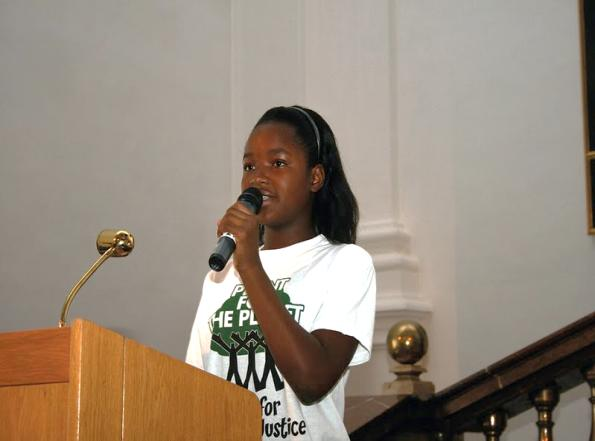 PLANT
FOR
THE PLANET
for
Justice